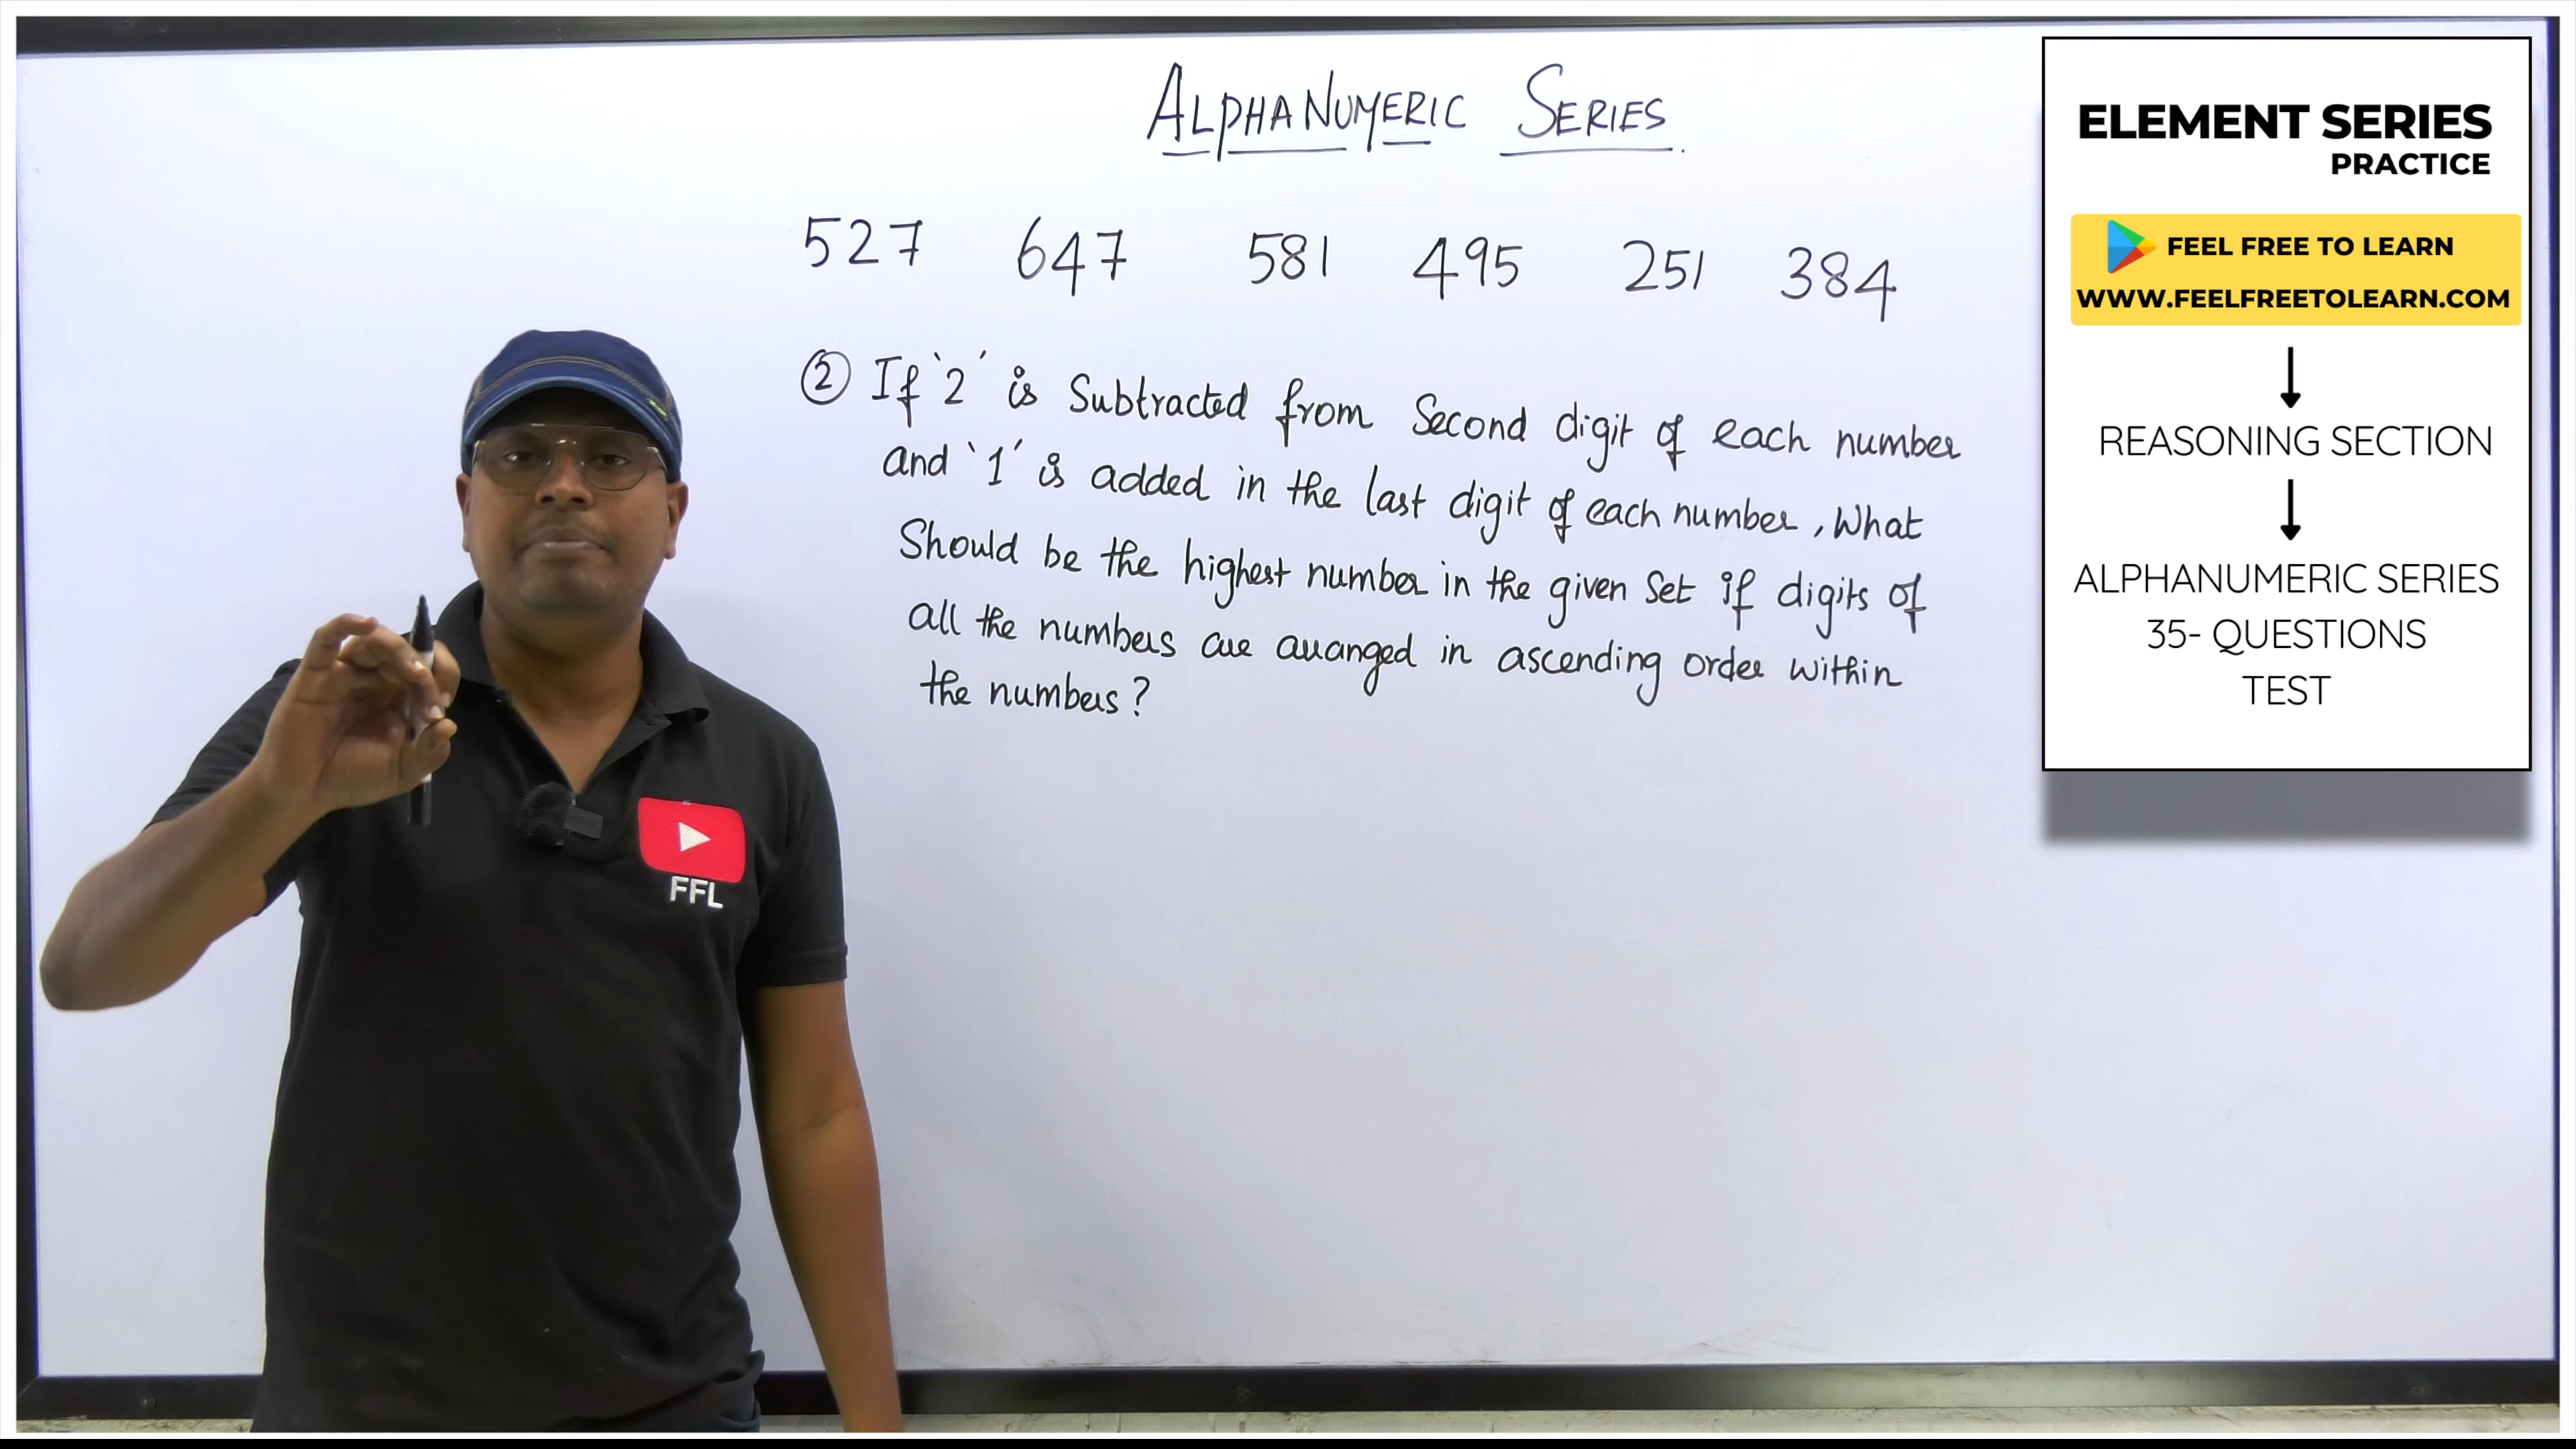 ALPHANUMERIC SERIES.
527 647 581 495 251 384
② If '2' is Subtracted from Second digit of each number
and '1' is added in the last digit of each number, What
Should be the highest number in the given Set if digits of
all the numbers are arranged in ascending order within
the numbers?
ELEMENT SERIES
PRACTICE
FEEL FREE TO LEARN
WWW.FEELFREETOLEARN.COM
REASONING SECTION
ALPHANUMERIC SERIES
35- QUESTIONS
TEST
FFL